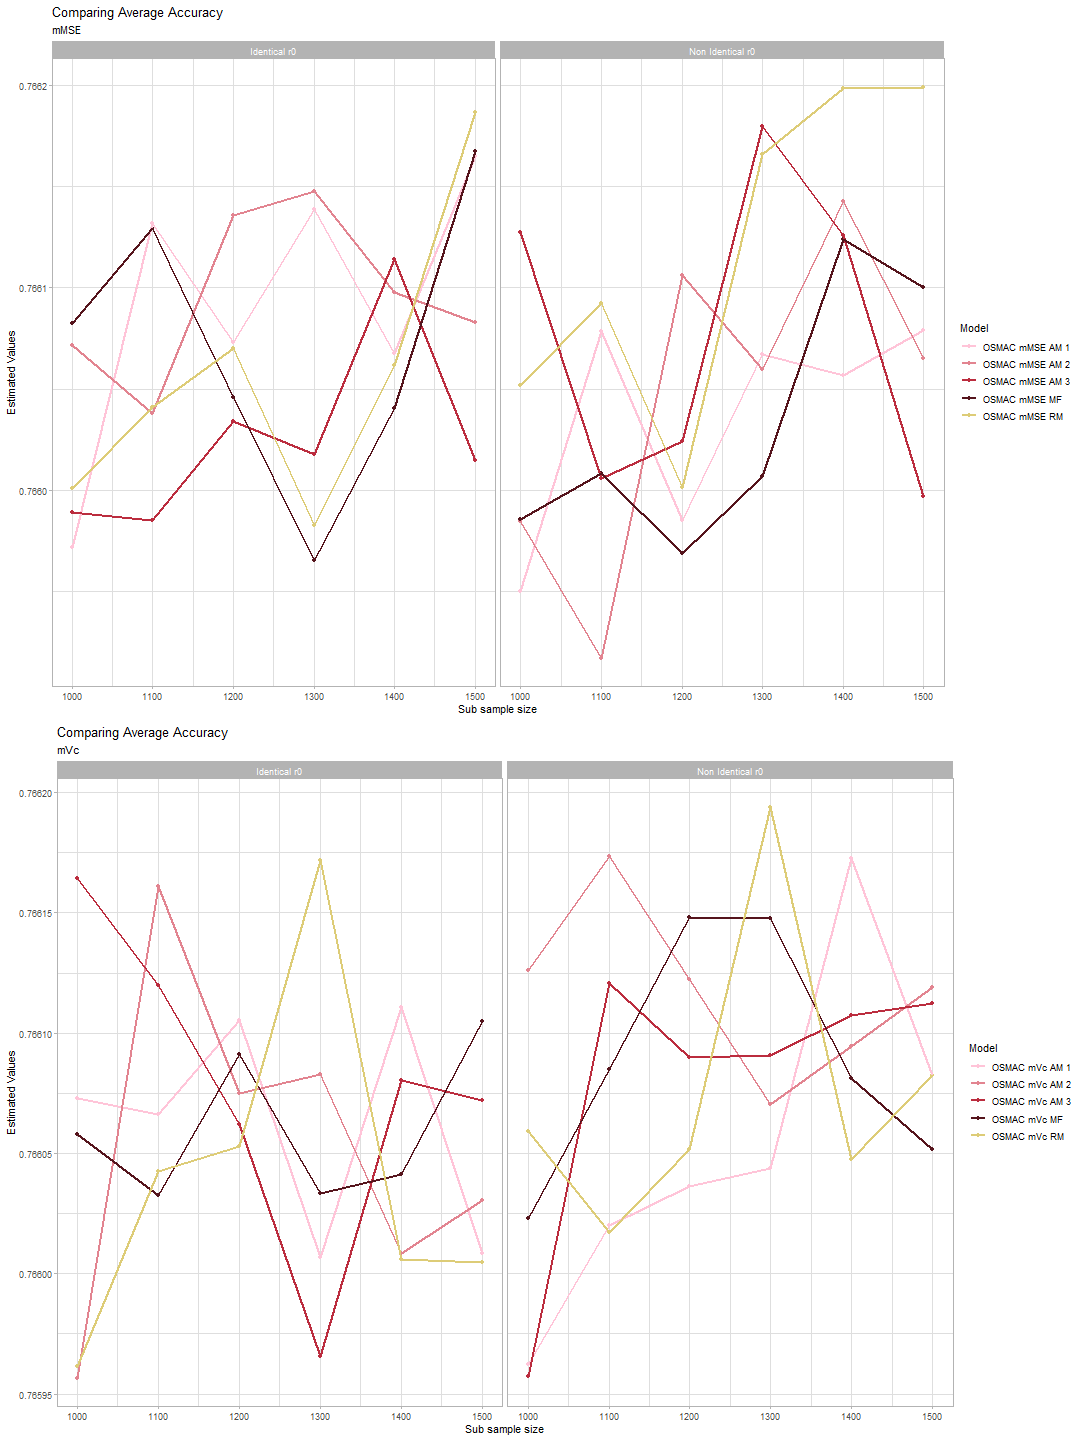 Comparing Average Accuracy
mMSE
Identical r0
Non Identical r0
0.7662
0.7661
0.7660
Estimated Values
1000 1100 1200 1300 1400 1500
1000 1100 1200 1300 1400 1500
Sub sample size
Model
OSMAC mMSE AM 1
OSMAC mMSE AM 2
OSMAC mMSE AM 3
OSMAC mMSE MF
OSMAC mMSE RM
Comparing Average Accuracy
mVc
Identical r0
Non Identical r0
0.76620
0.76615
0.76610
0.76605
0.76600
0.76595
Estimated Values
1000 1100 1200 1300 1400 1500
1000 1100 1200 1300 1400 1500
Sub sample size
Model
OSMAC mVc AM 1
OSMAC mVc AM 2
OSMAC mVc AM 3
OSMAC mVc MF
OSMAC mVc RM